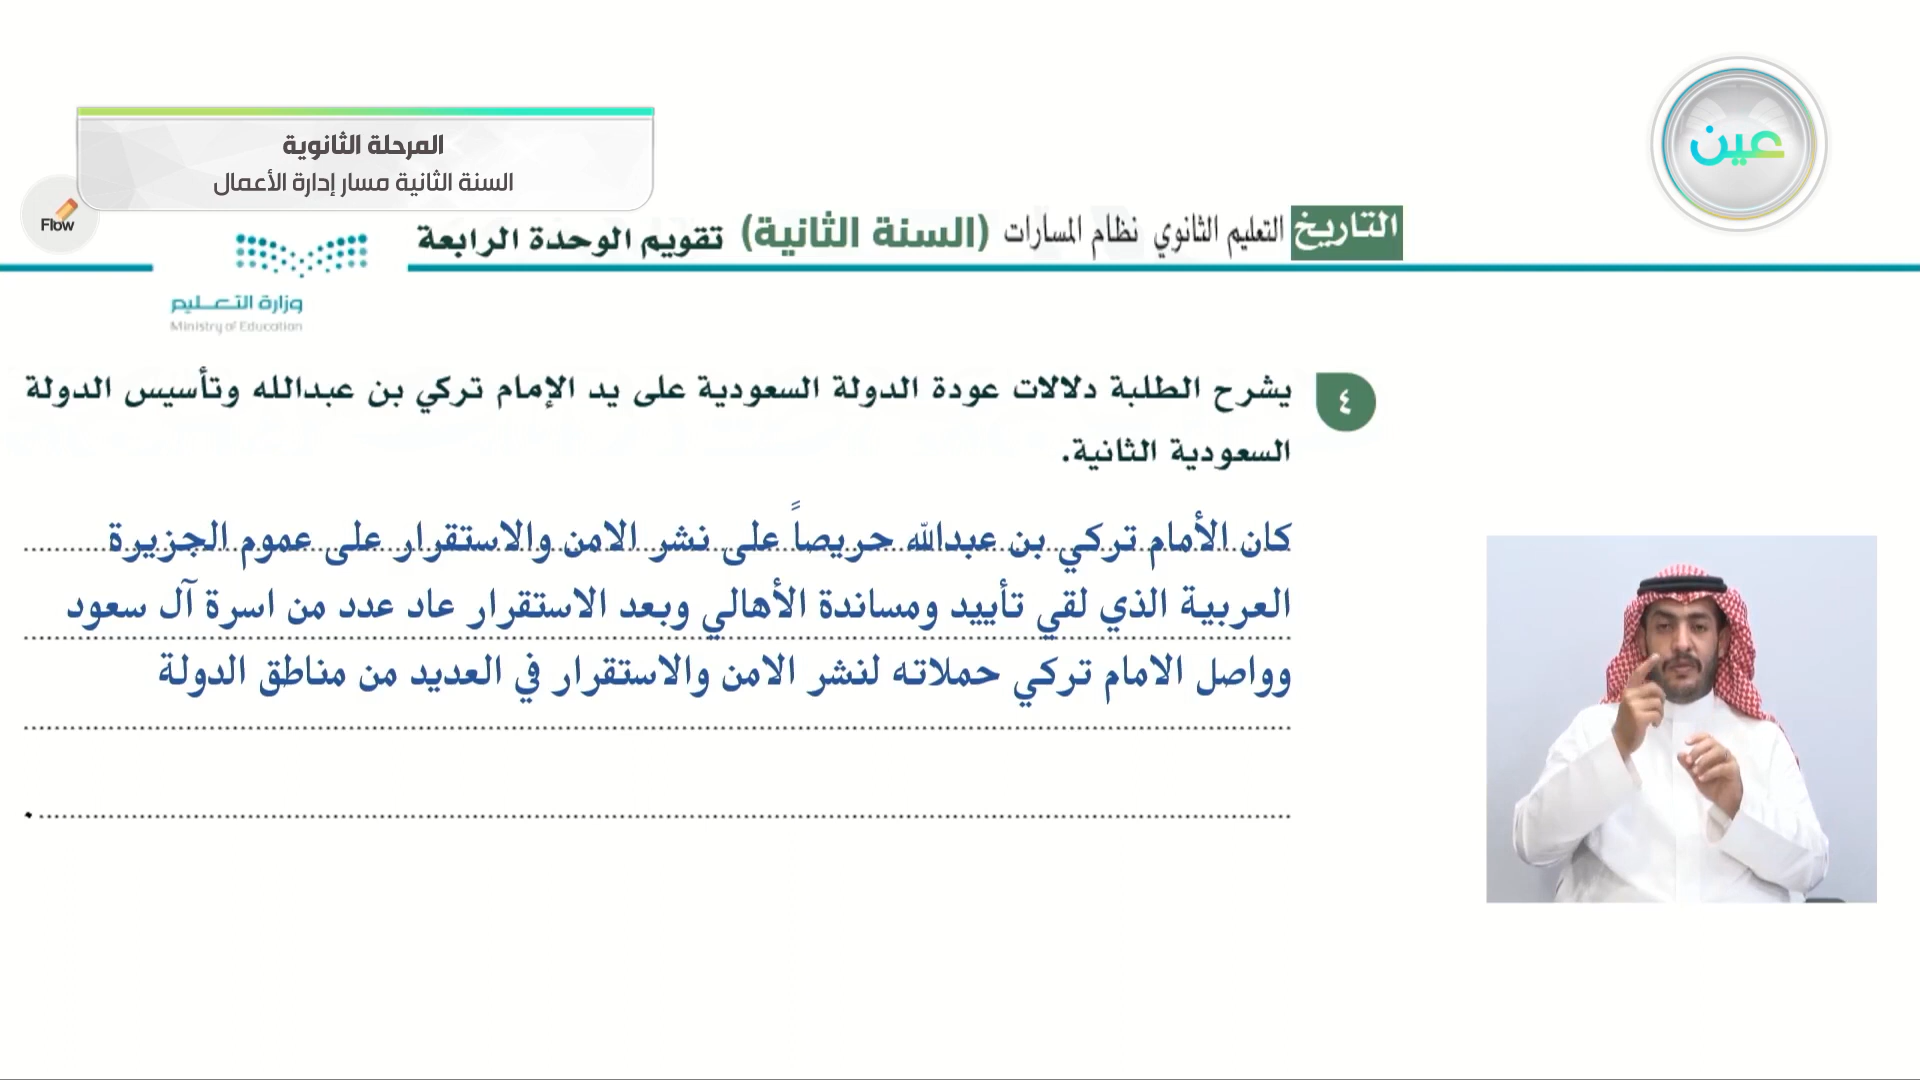 المرحلة الثانوية
السنة الثانية مسار إدارة الأعمال
عين
Flow
التاريخ التعليم الثانوي نظام المسارات (السنة الثانية) تقويم الوحدة الرابعة
وزارة التعليم
Ministry of Education
٤ يشرح الطلبة دلالات عودة الدولة السعودية على يد الإمام تركي بن عبدالله وتأسيس الدولة
السعودية الثانية.
كان الأمام تركي بن عبدالله حريصاً على نشر الامن والاستقرار على عموم الجزيرة
العربية الذي لقي تأييد ومساندة الأهالي وبعد الاستقرار عاد عدد من اسرة آل سعود
وواصل الامام تركي حملاته لنشر الامن والاستقرار في العديد من مناطق الدولة